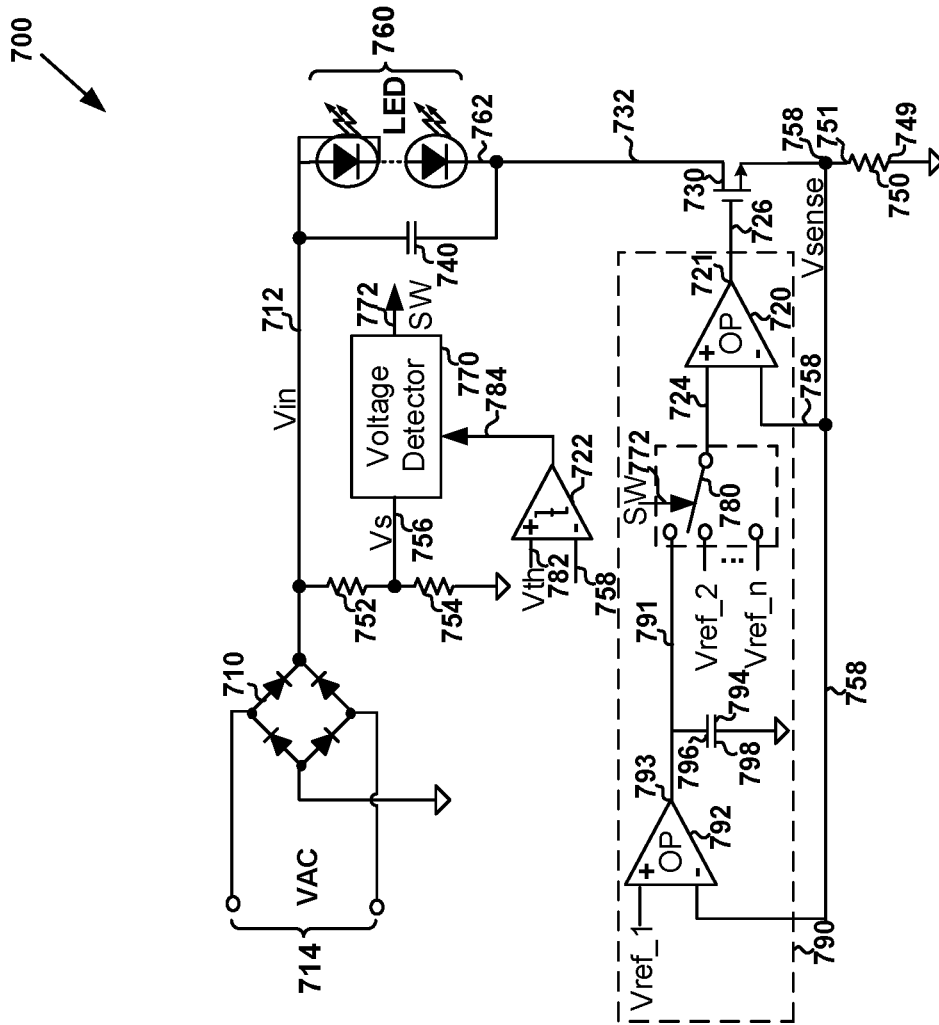 700
714
VAC
710
Vin
712
752
754
Vs
756
Voltage
Detector
770
772
SW
784
Vth
782
758
+
-
722
740
LED
760
762
732
730
726
790
Vref_1
+
-
OP
792
793
791
796
794
798
SW
772
780
Vref_2
...
Vref_n
724
+
-
OP
720
721
758
758
Vsense
758
751
750
749